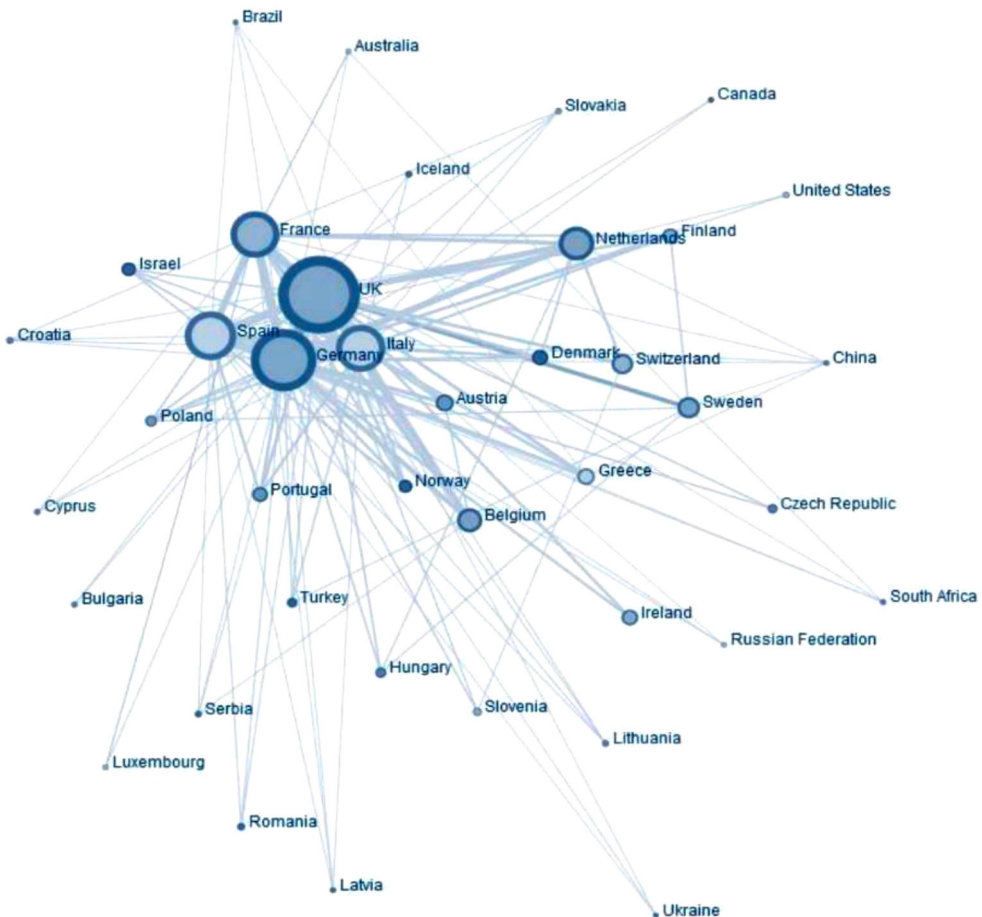 Brazil
Australia
Canada
Slovakia
Iceland
United States
France
Finland
Netherlands
Israel
UK
Spain
Croatia
Italy
Germany
Denmark
Switzerland
China
Austria
Sweden
Poland
Greece
Norway
Portugal
Czech Republic
Cyprus
Belgium
South Africa
Bulgaria
Turkey
Ireland
Russian Federation
Hungary
Serbia
Slovenia
Lithuania
Luxembourg
Romania
Latvia
Ukraine